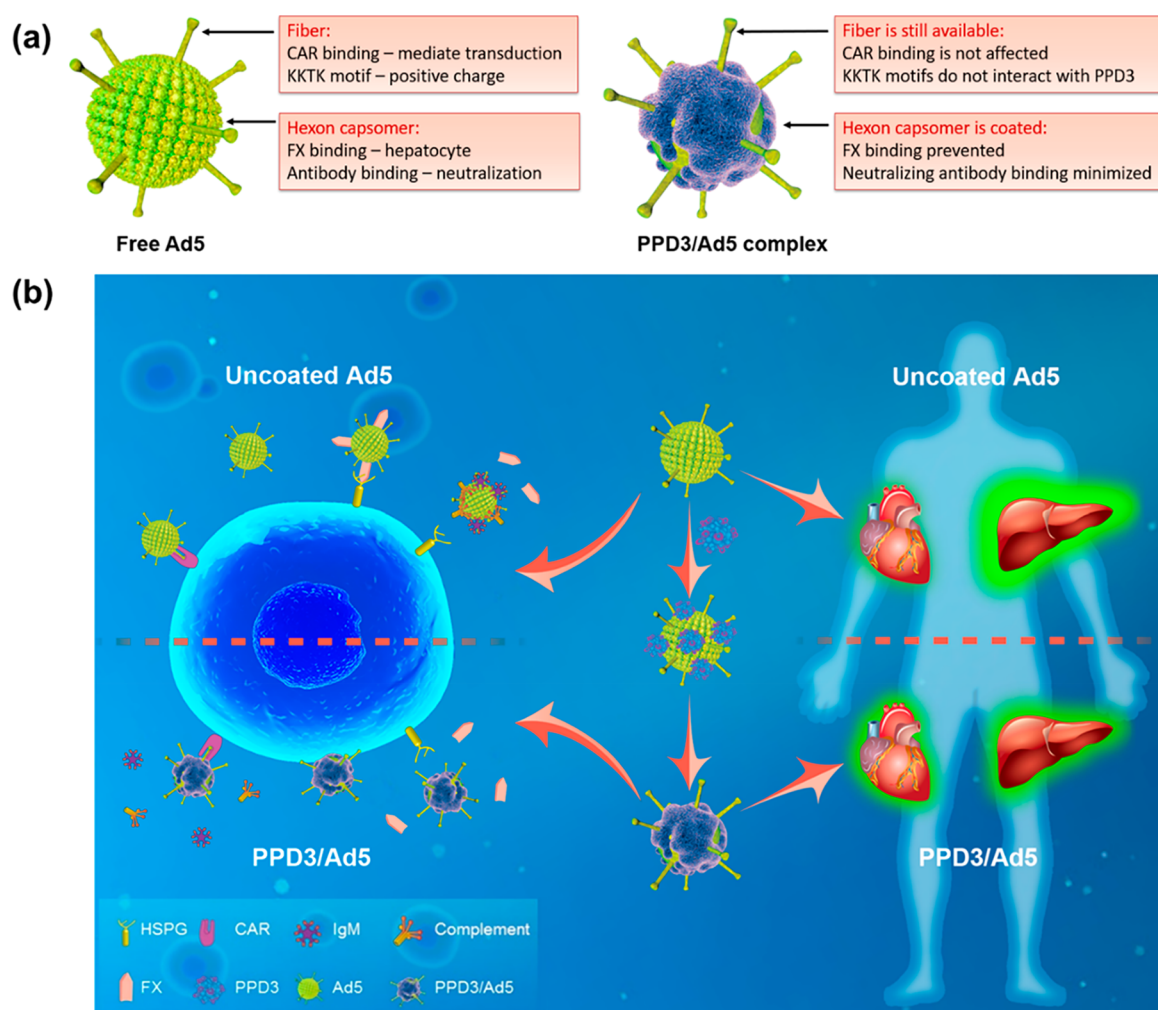 (a)
Fiber:
CAR binding – mediate transduction
KKTK motif – positive charge
Hexon capsomer:
FX binding – hepatocyte
Antibody binding – neutralization
Free Ad5
Fiber is still available:
CAR binding is not affected
KKTK motifs do not interact with PPD3
Hexon capsomer is coated:
FX binding prevented
Neutralizing antibody binding minimized
PPD3/Ad5 complex
(b)
Uncoated Ad5
Uncoated Ad5
PPD3/Ad5
PPD3/Ad5
HSPG CAR IgM Complement
FX PPD3 Ad5 PPD3/Ad5